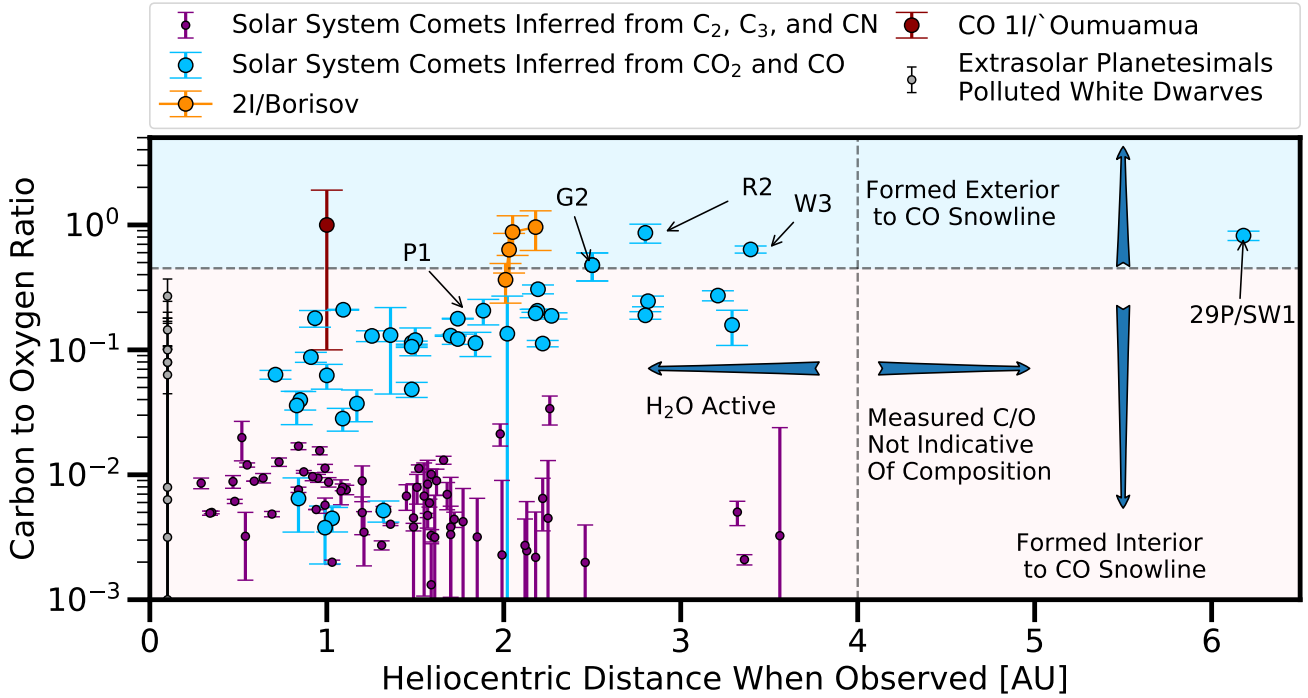 Solar System Comets Inferred from C₂, C₃, and CN
Solar System Comets Inferred from CO₂ and CO
2I/Borisov
CO 1I/`Oumuamua
Extrasolar Planetesimals
Polluted White Dwarves
Carbon to Oxygen Ratio
10⁰
10⁻¹
10⁻²
10⁻³
P1
G2
R2
W3
Formed Exterior
to CO Snowline
29P/SW1
H₂O Active
Measured C/O
Not Indicative
Of Composition
Formed Interior
to CO Snowline
0
1
2
3
4
5
6
Heliocentric Distance When Observed [AU]